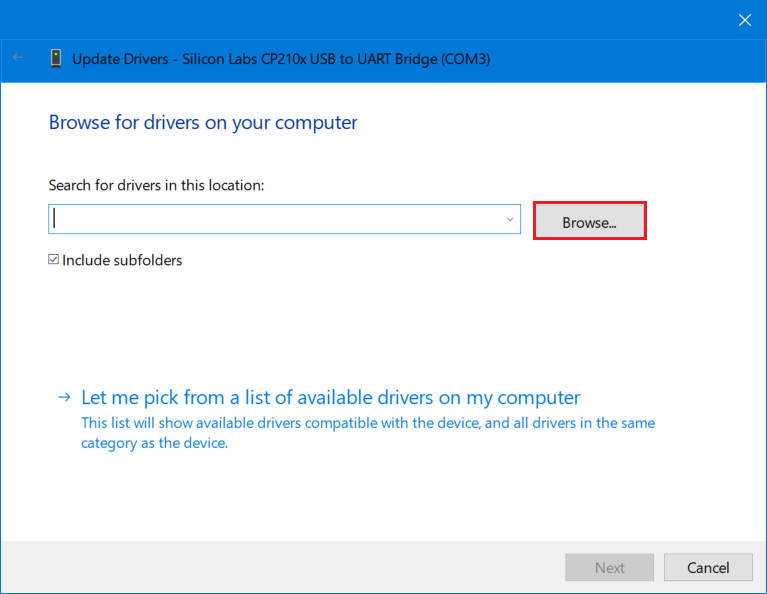 Update Drivers - Silicon Labs CP210x USB to UART Bridge (COM3)
Browse for drivers on your computer
Search for drivers in this location:
Browse...
Include subfolders
Let me pick from a list of available drivers on my computer
This list will show available drivers compatible with the device, and all drivers in the same
category as the device.
Next
Cancel